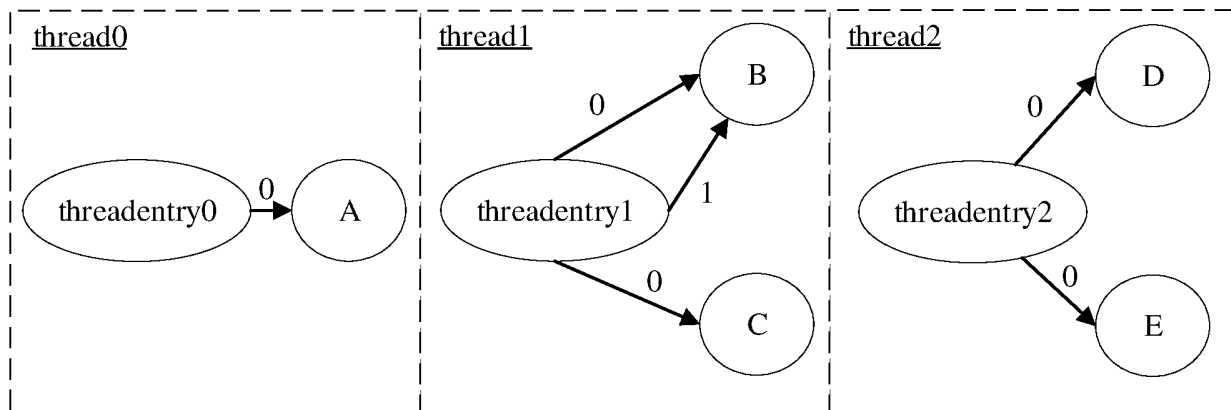 thread0
threadentry0
0
A
thread1
threadentry1
0
B
1
0
C
thread2
threadentry2
0
D
0
E